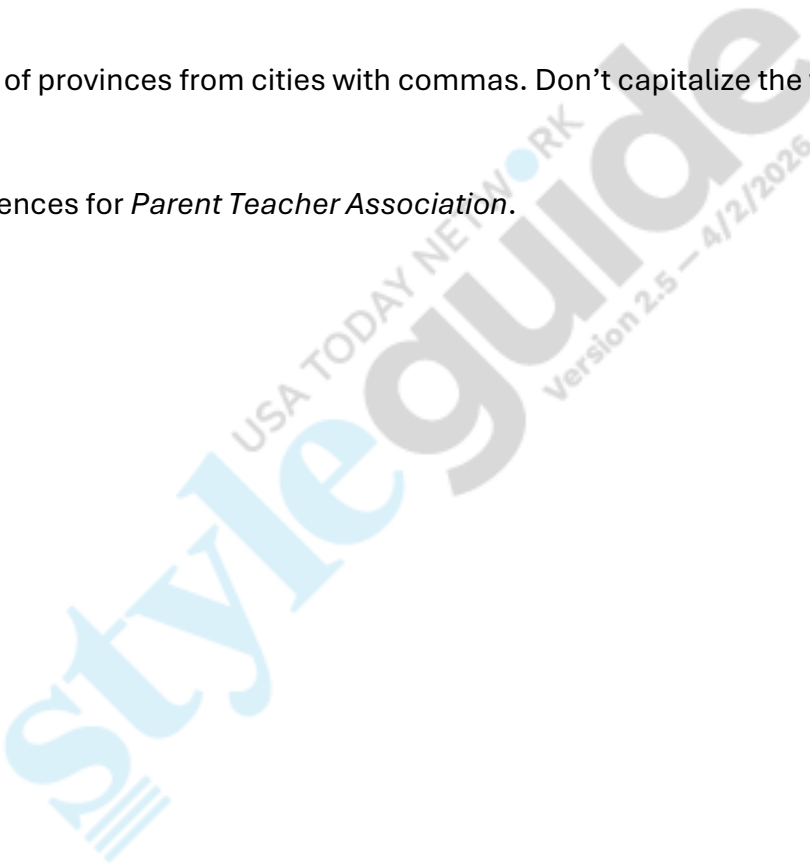 of provinces from cities with commas. Don’t capitalize the
ences for Parent Teacher Association.
USA TODAY NETWORK
styleguide
Version 2.5 — 4/2/2026